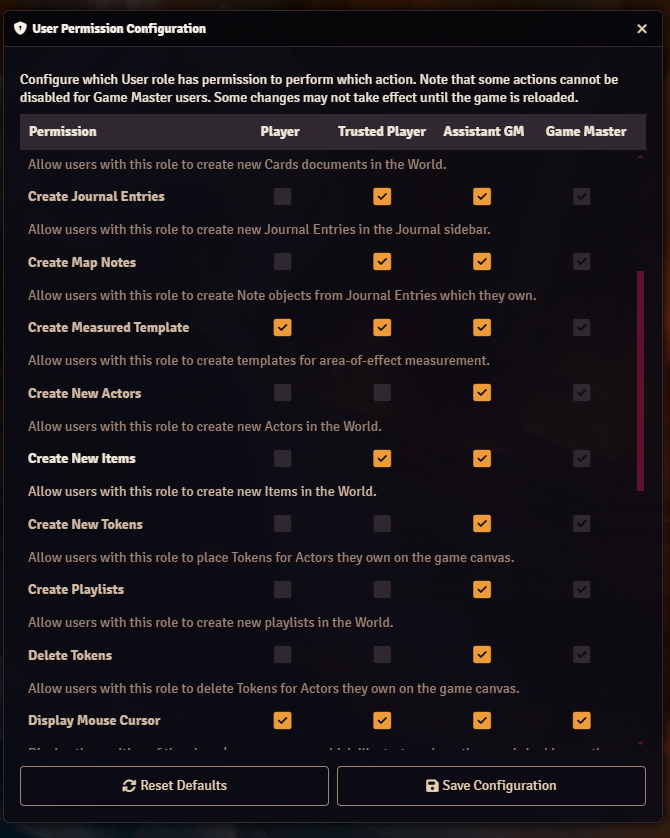 User Permission Configuration
Configure which User role has permission to perform which action. Note that some actions cannot be
disabled for Game Master users. Some changes may not take effect until the game is reloaded.
Permission Player Trusted Player Assistant GM Game Master
Allow users with this role to create new Cards documents in the World.
Create Journal Entries
Allow users with this role to create new Journal Entries in the Journal sidebar.
Create Map Notes
Allow users with this role to create Note objects from Journal Entries which they own.
Create Measured Template
Allow users with this role to create templates for area-of-effect measurement.
Create New Actors
Allow users with this role to create new Actors in the World.
Create New Items
Allow users with this role to create new Items in the World.
Create New Tokens
Allow users with this role to place Tokens for Actors they own on the game canvas.
Create Playlists
Allow users with this role to create new playlists in the World.
Delete Tokens
Allow users with this role to delete Tokens for Actors they own on the game canvas.
Display Mouse Cursor
Reset Defaults Save Configuration